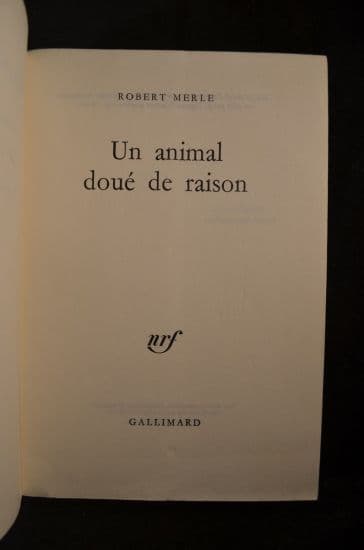 ROBERT MERLE
Un animal
doué de raison
nrf
GALLIMARD